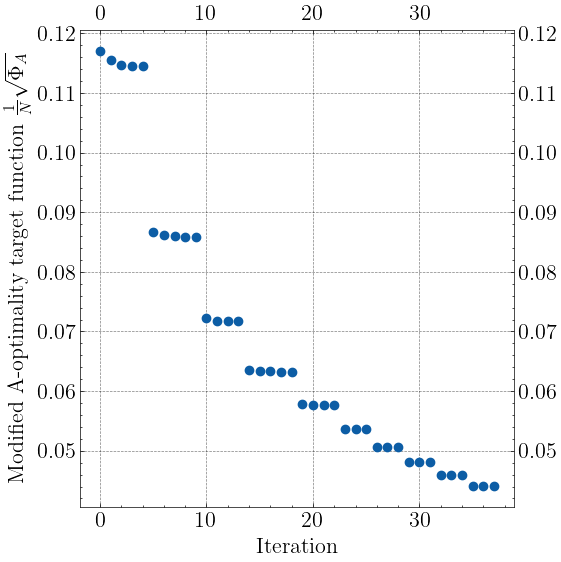 0 10 20 30
0.12 0.12
0.11 0.11
0.10 0.10
0.09 0.09
0.08 0.08
0.07 0.07
0.06 0.06
0.05 0.05
Modified A-optimality target function $\frac{1}{N}\sqrt{\Phi_A}$
0 10 20 30
Iteration